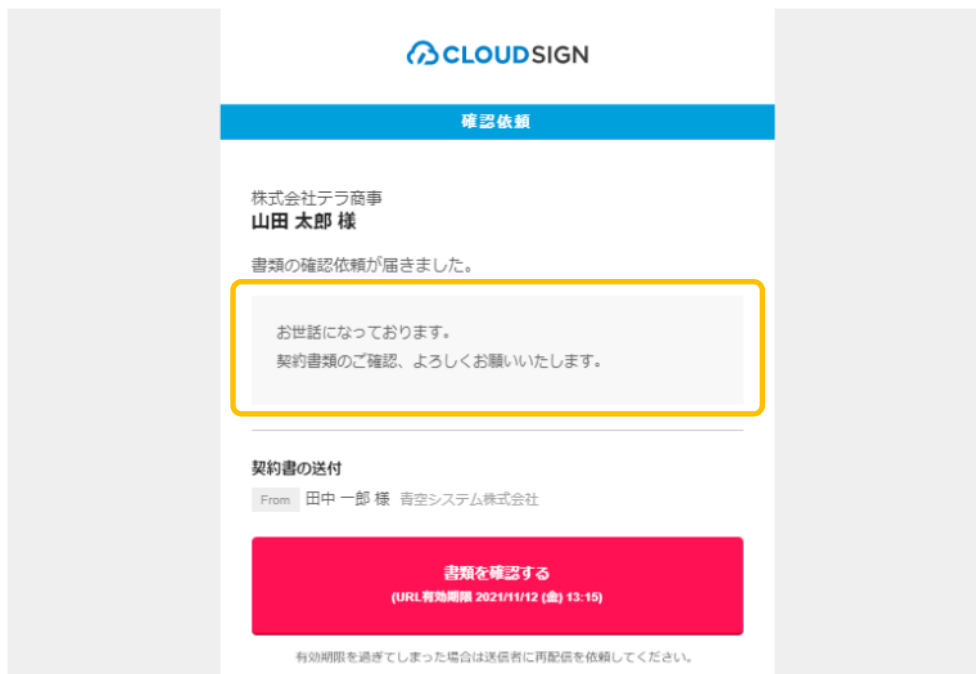 CLOUDSIGN
確認依頼
株式会社テラ商事
山田 太郎 様
書類の確認依頼が届きました。
お世話になっております。
契約書類のご確認、よろしくお願いいたします。
契約書の送付
From 田中 一郎 様 青空システム株式会社
書類を確認する
(URL有効期限 2021/11/12 (金) 13:15)
有効期限を過ぎてしまった場合は送信者に再配信を依頼してください。